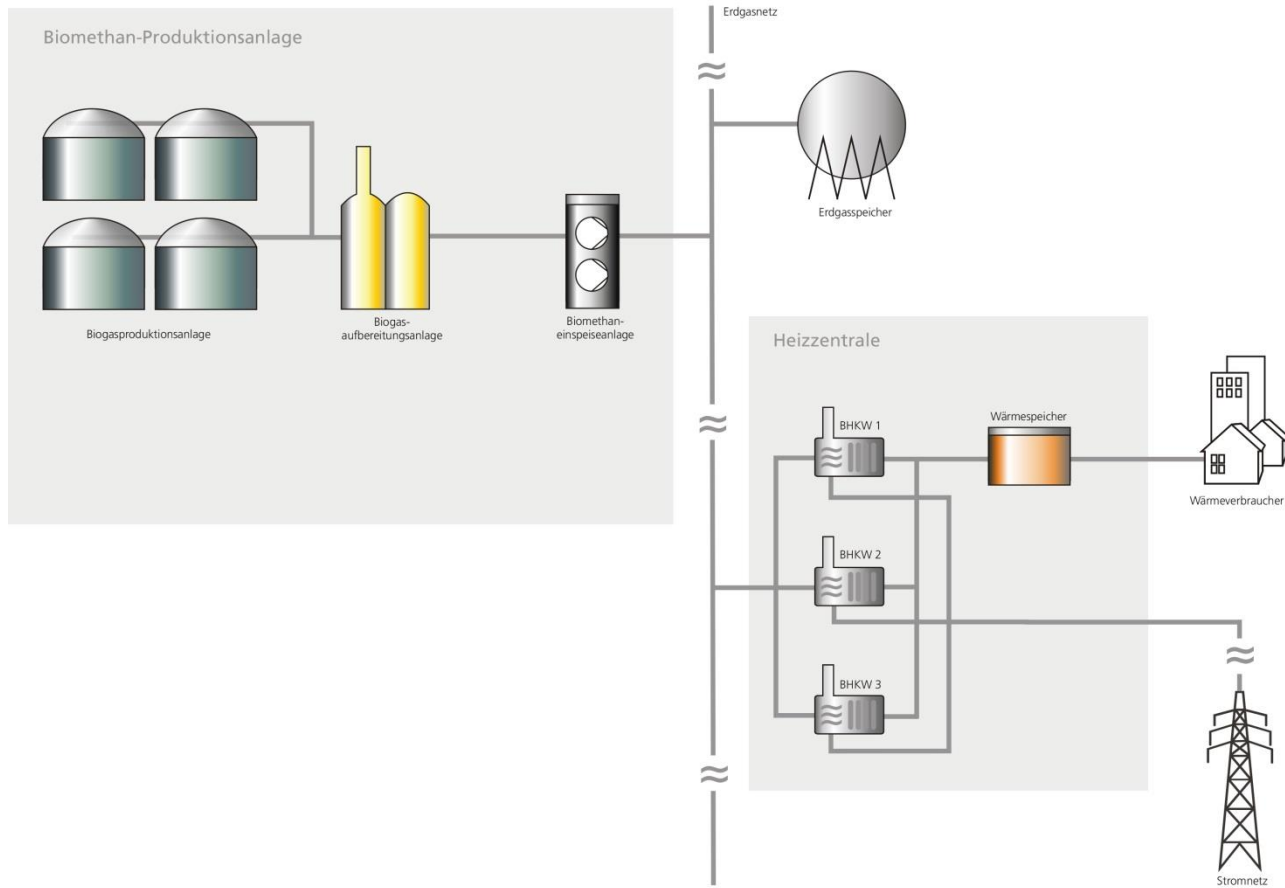 Erdgasnetz
Biomethan-Produktionsanlage
Erdgasspeicher
Biogasproduktionsanlage
Biogas-
aufbereitungsanlage
Biomethan-
einspeiseanlage
Heizzentrale
BHKW 1
Wärmespeicher
Wärmeverbraucher
BHKW 2
BHKW 3
Stromnetz